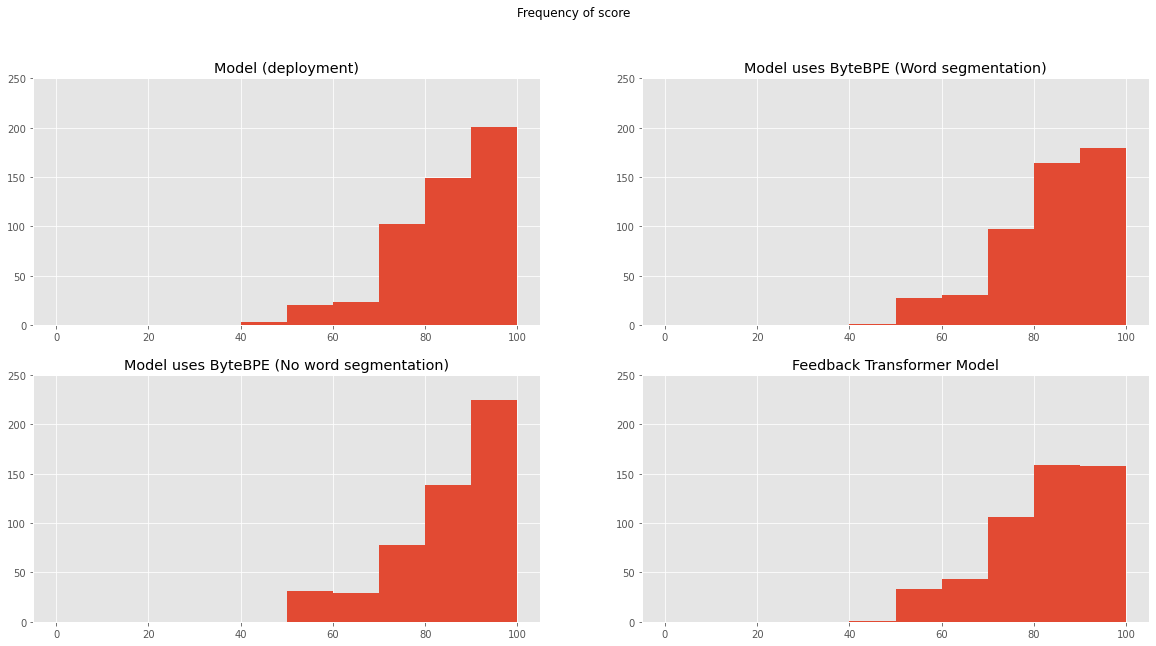 Frequency of score
Model (deployment)
250
200
150
100
50
0
0 20 40 60 80 100
Model uses ByteBPE (Word segmentation)
250
200
150
100
50
0
0 20 40 60 80 100
Model uses ByteBPE (No word segmentation)
250
200
150
100
50
0
0 20 40 60 80 100
Feedback Transformer Model
250
200
150
100
50
0
0 20 40 60 80 100